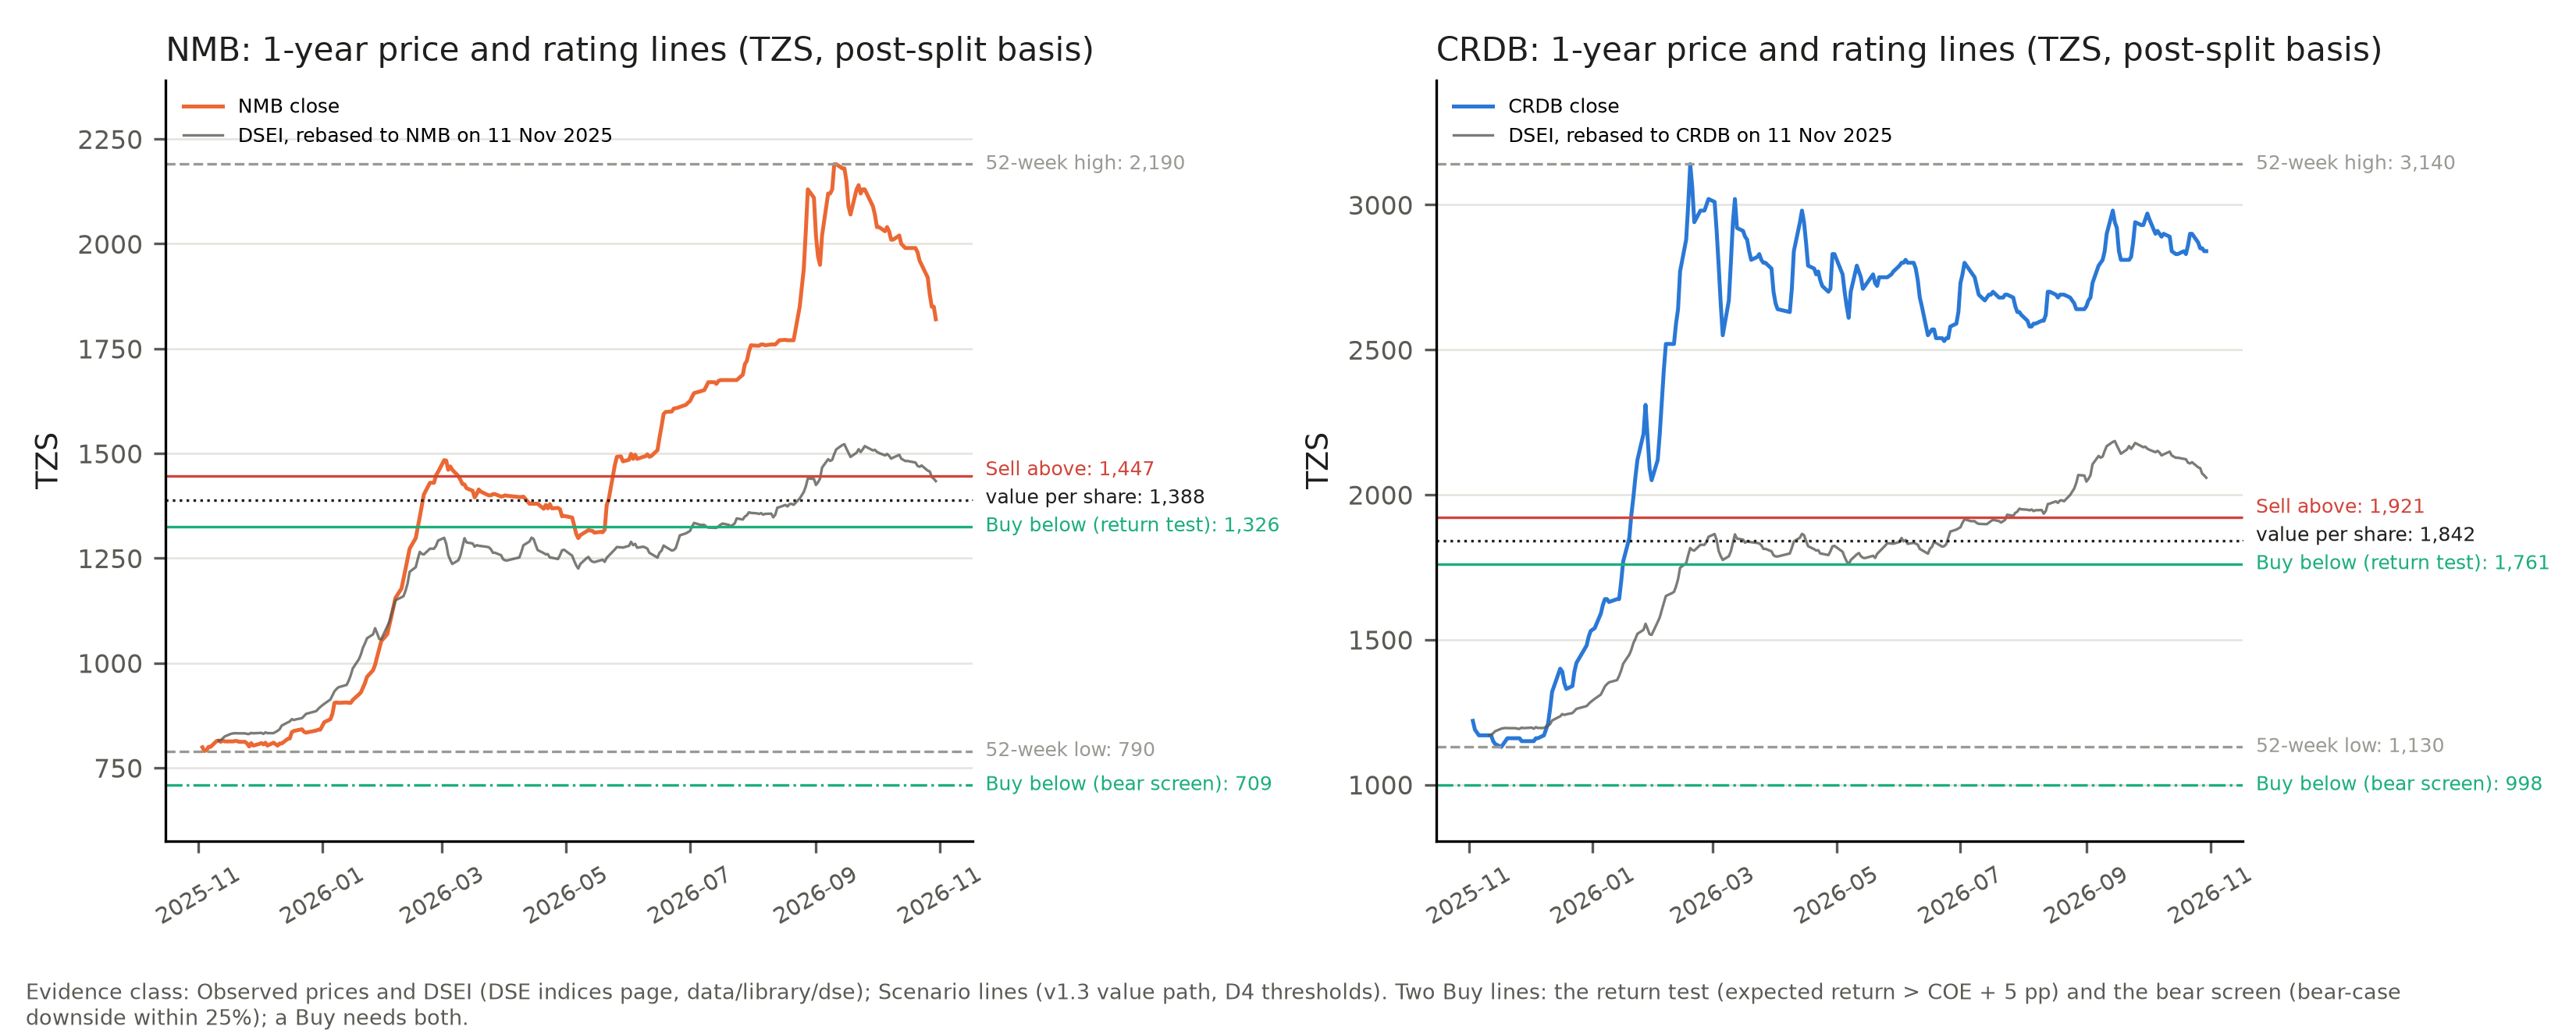 NMB: 1-year price and rating lines (TZS, post-split basis)
NMB close
DSEI, rebased to NMB on 11 Nov 2025
TZS
2250
2000
1750
1500
1250
1000
750
52-week high: 2,190
Sell above: 1,447
value per share: 1,388
Buy below (return test): 1,326
52-week low: 790
Buy below (bear screen): 709
2025-11
2026-01
2026-03
2026-05
2026-07
2026-09
2026-11
CRDB: 1-year price and rating lines (TZS, post-split basis)
CRDB close
DSEI, rebased to CRDB on 11 Nov 2025
TZS
3000
2500
2000
1500
1000
52-week high: 3,140
Sell above: 1,921
value per share: 1,842
Buy below (return test): 1,761
52-week low: 1,130
Buy below (bear screen): 998
2025-11
2026-01
2026-03
2026-05
2026-07
2026-09
2026-11
Evidence class: Observed prices and DSEI (DSE indices page, data/library/dse); Scenario lines (v1.3 value path, D4 thresholds). Two Buy lines: the return test (expected return > COE + 5 pp) and the bear screen (bear-case
downside within 25%); a Buy needs both.